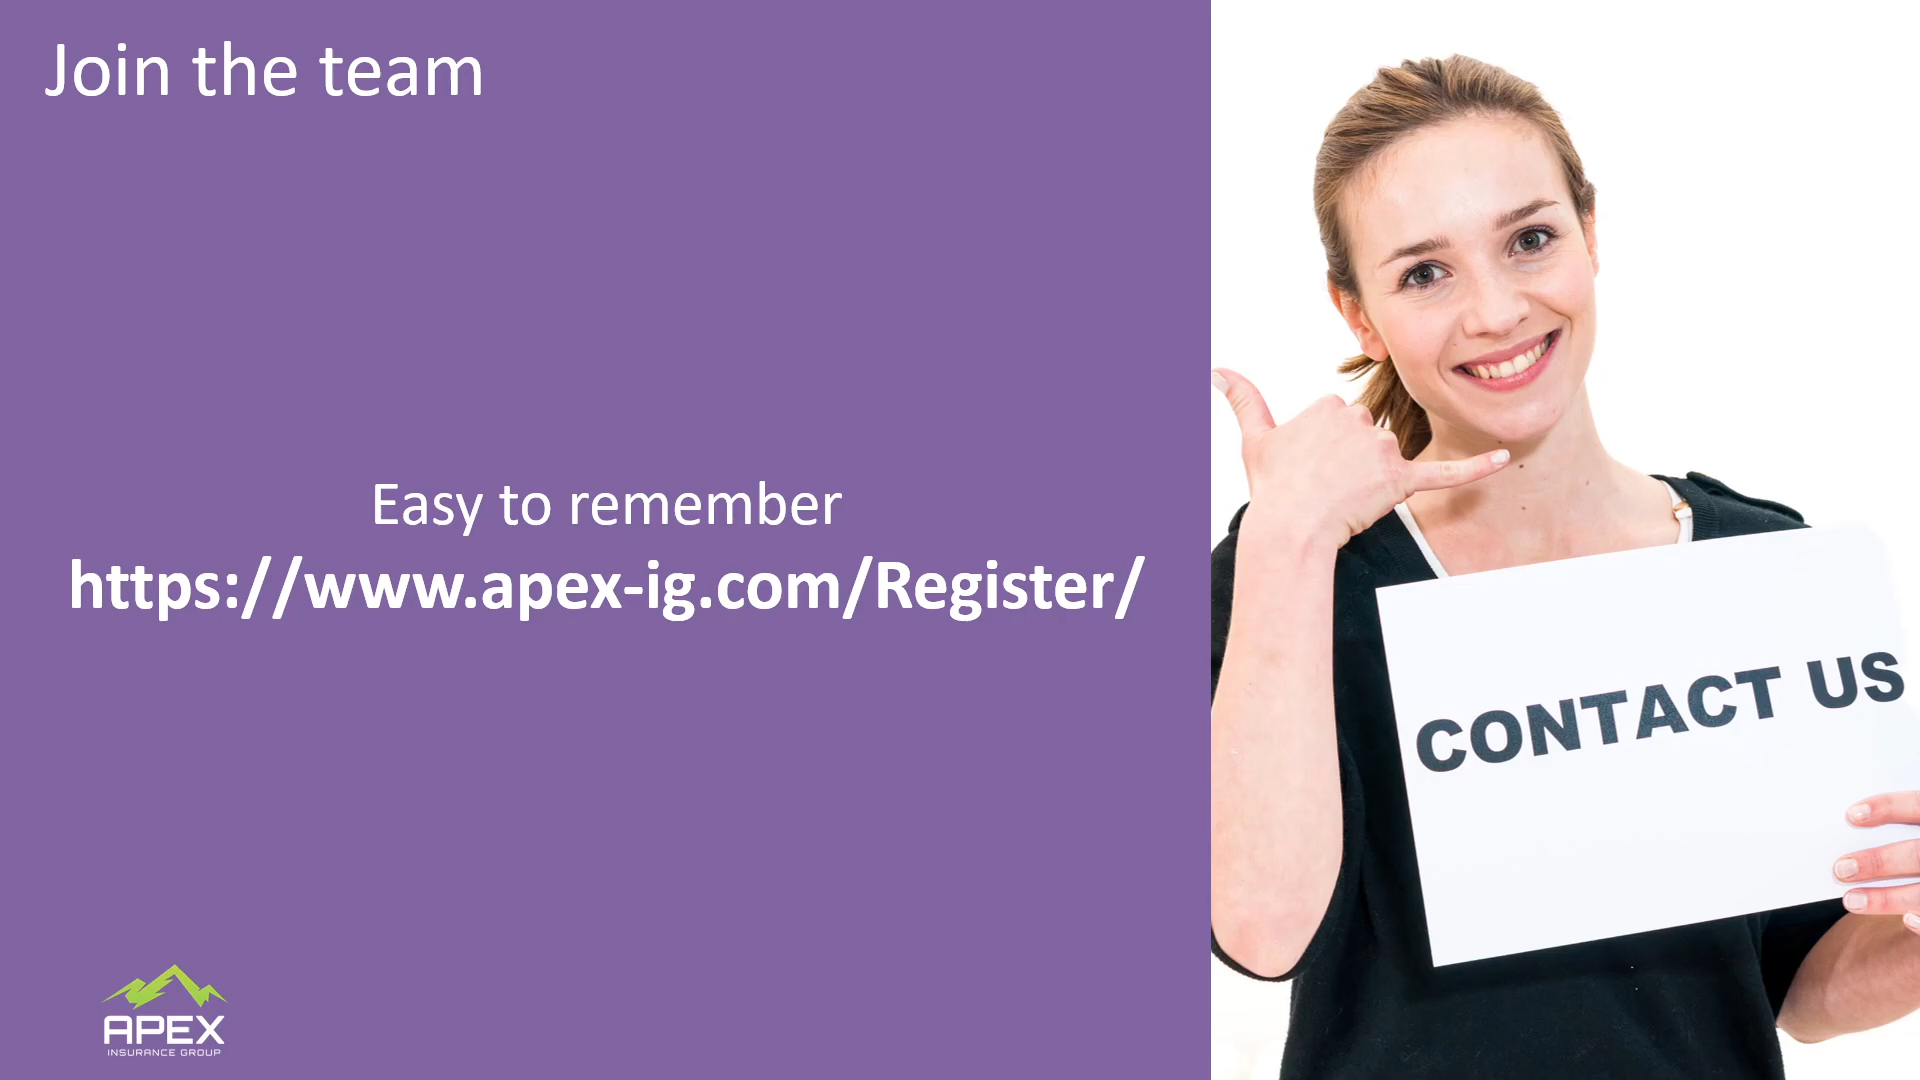 Join the team
Easy to remember
https://www.apex-ig.com/Register/
CONTACT US
APEX
INSURANCE GROUP